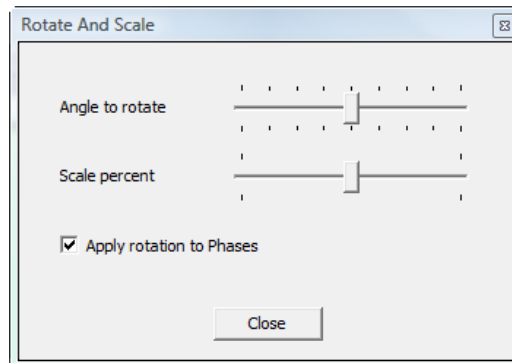 Rotate And Scale
Angle to rotate
Scale percent
Apply rotation to Phases
Close